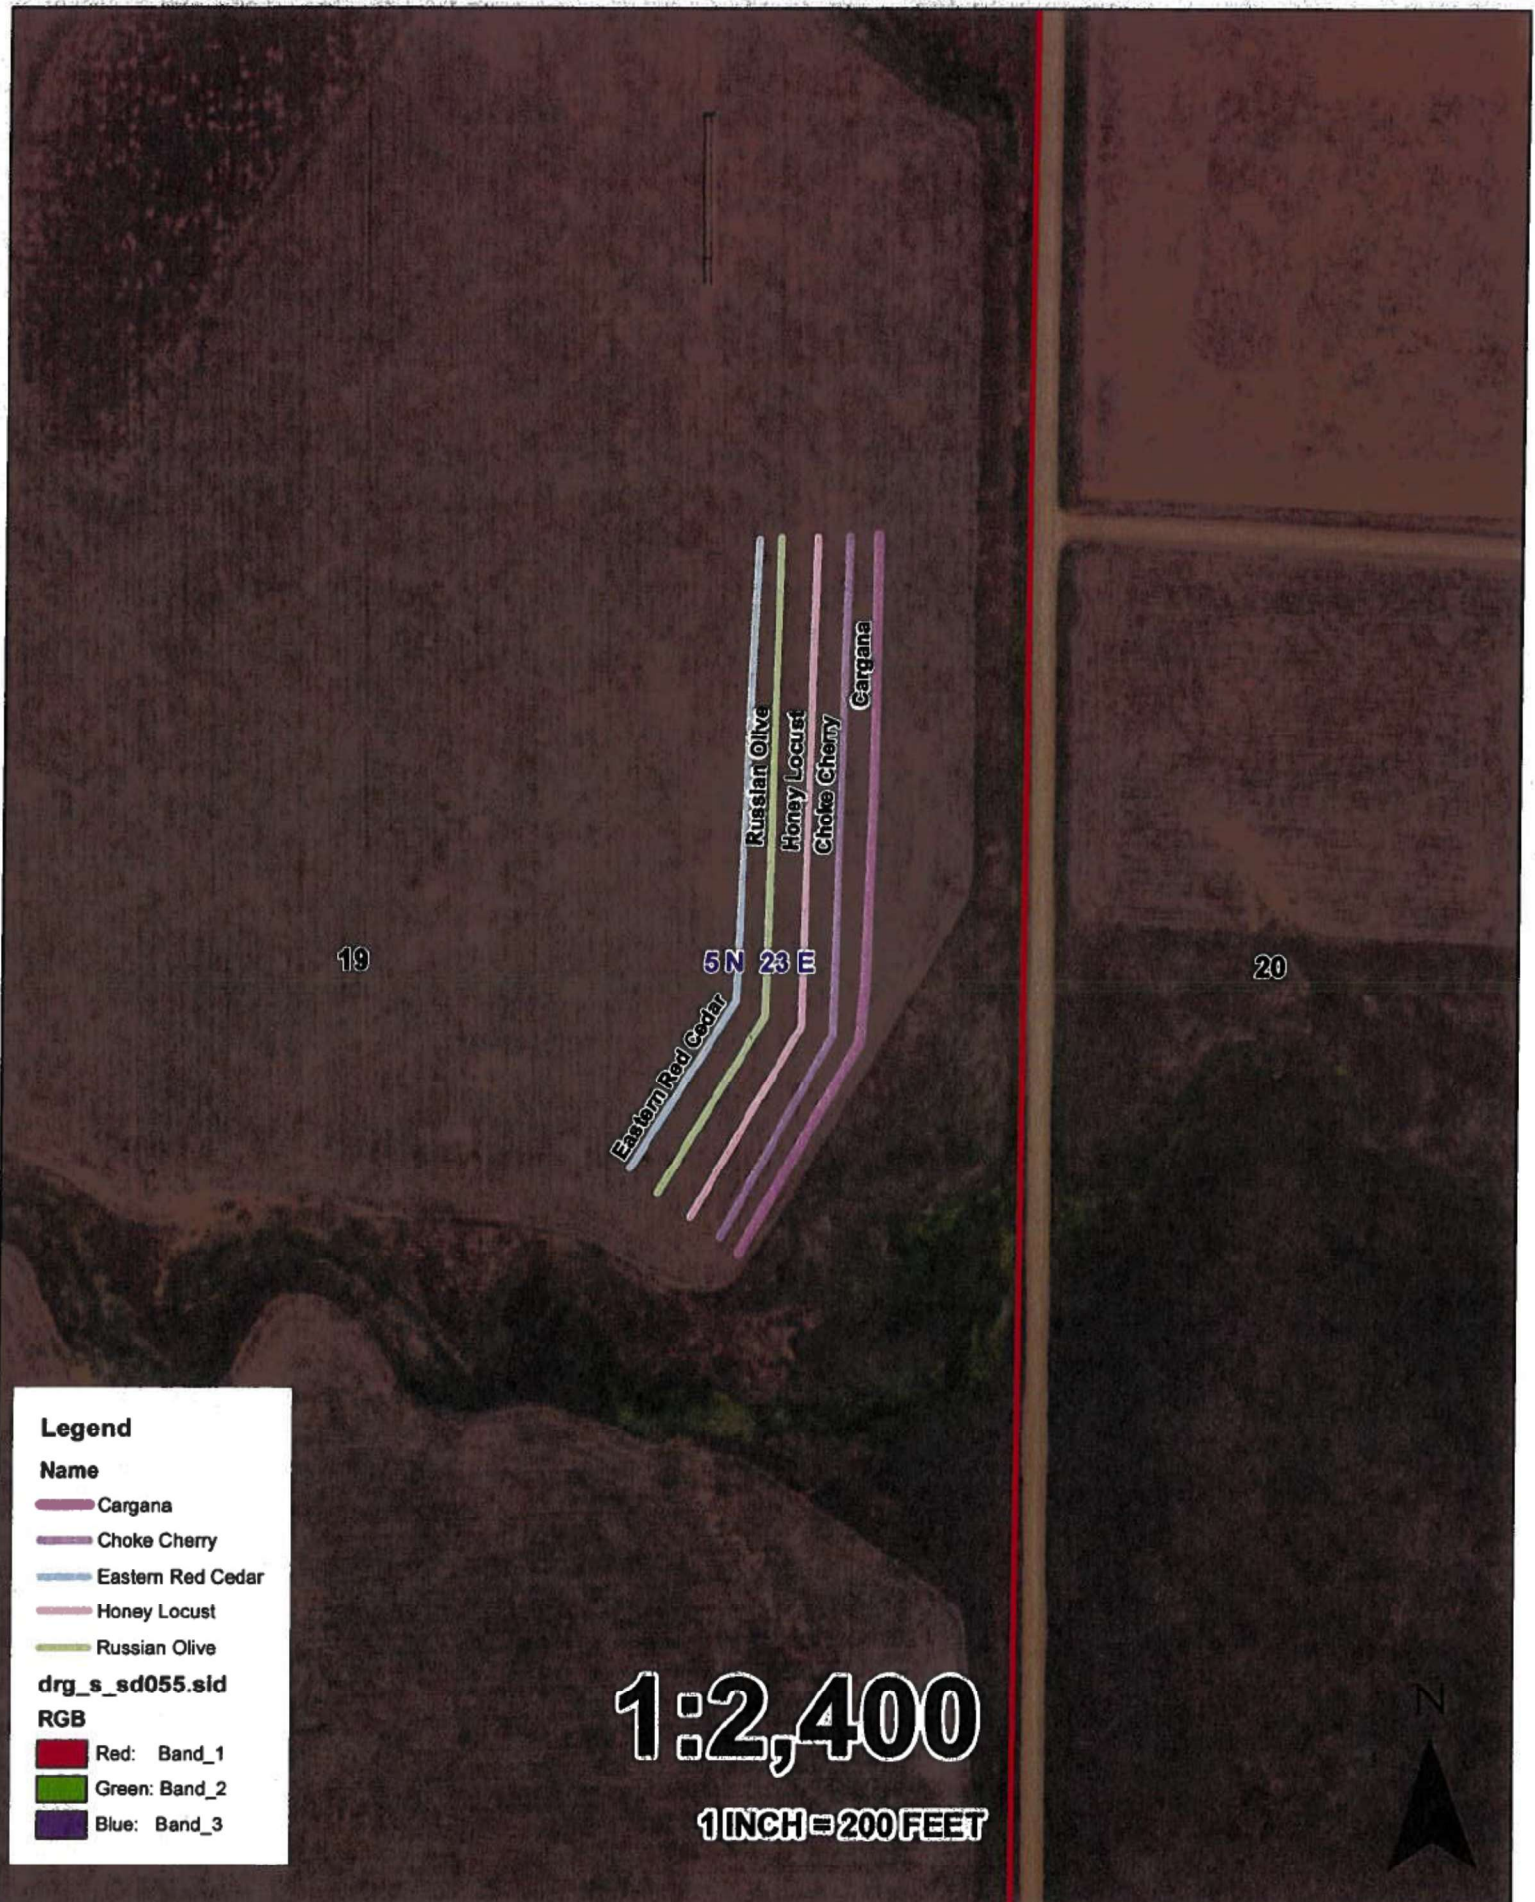 Cargana
Russian Olive
Honey Locust
Choke Cherry
19
5 N 23 E
20
Eastern Red Cedar
Legend
Name
Cargana
Choke Cherry
Eastern Red Cedar
Honey Locust
Russian Olive
drg_s_sd055.sid
RGB
Red: Band_1
Green: Band_2
Blue: Band_3
1:2,400
1 INCH = 200 FEET
N